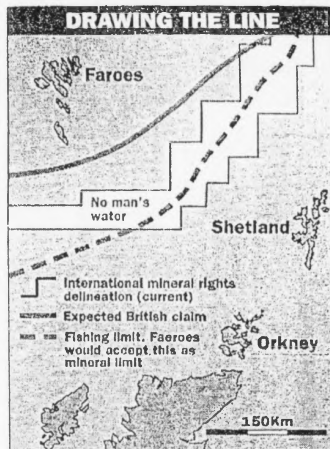 DRAWING THE LINE
Faroes
No man's
water
Shetland
International mineral rights
delineation (current)
Expected British claim
Fishing limit. Faeroes
would accept this as
mineral limit
Orkney
150Km